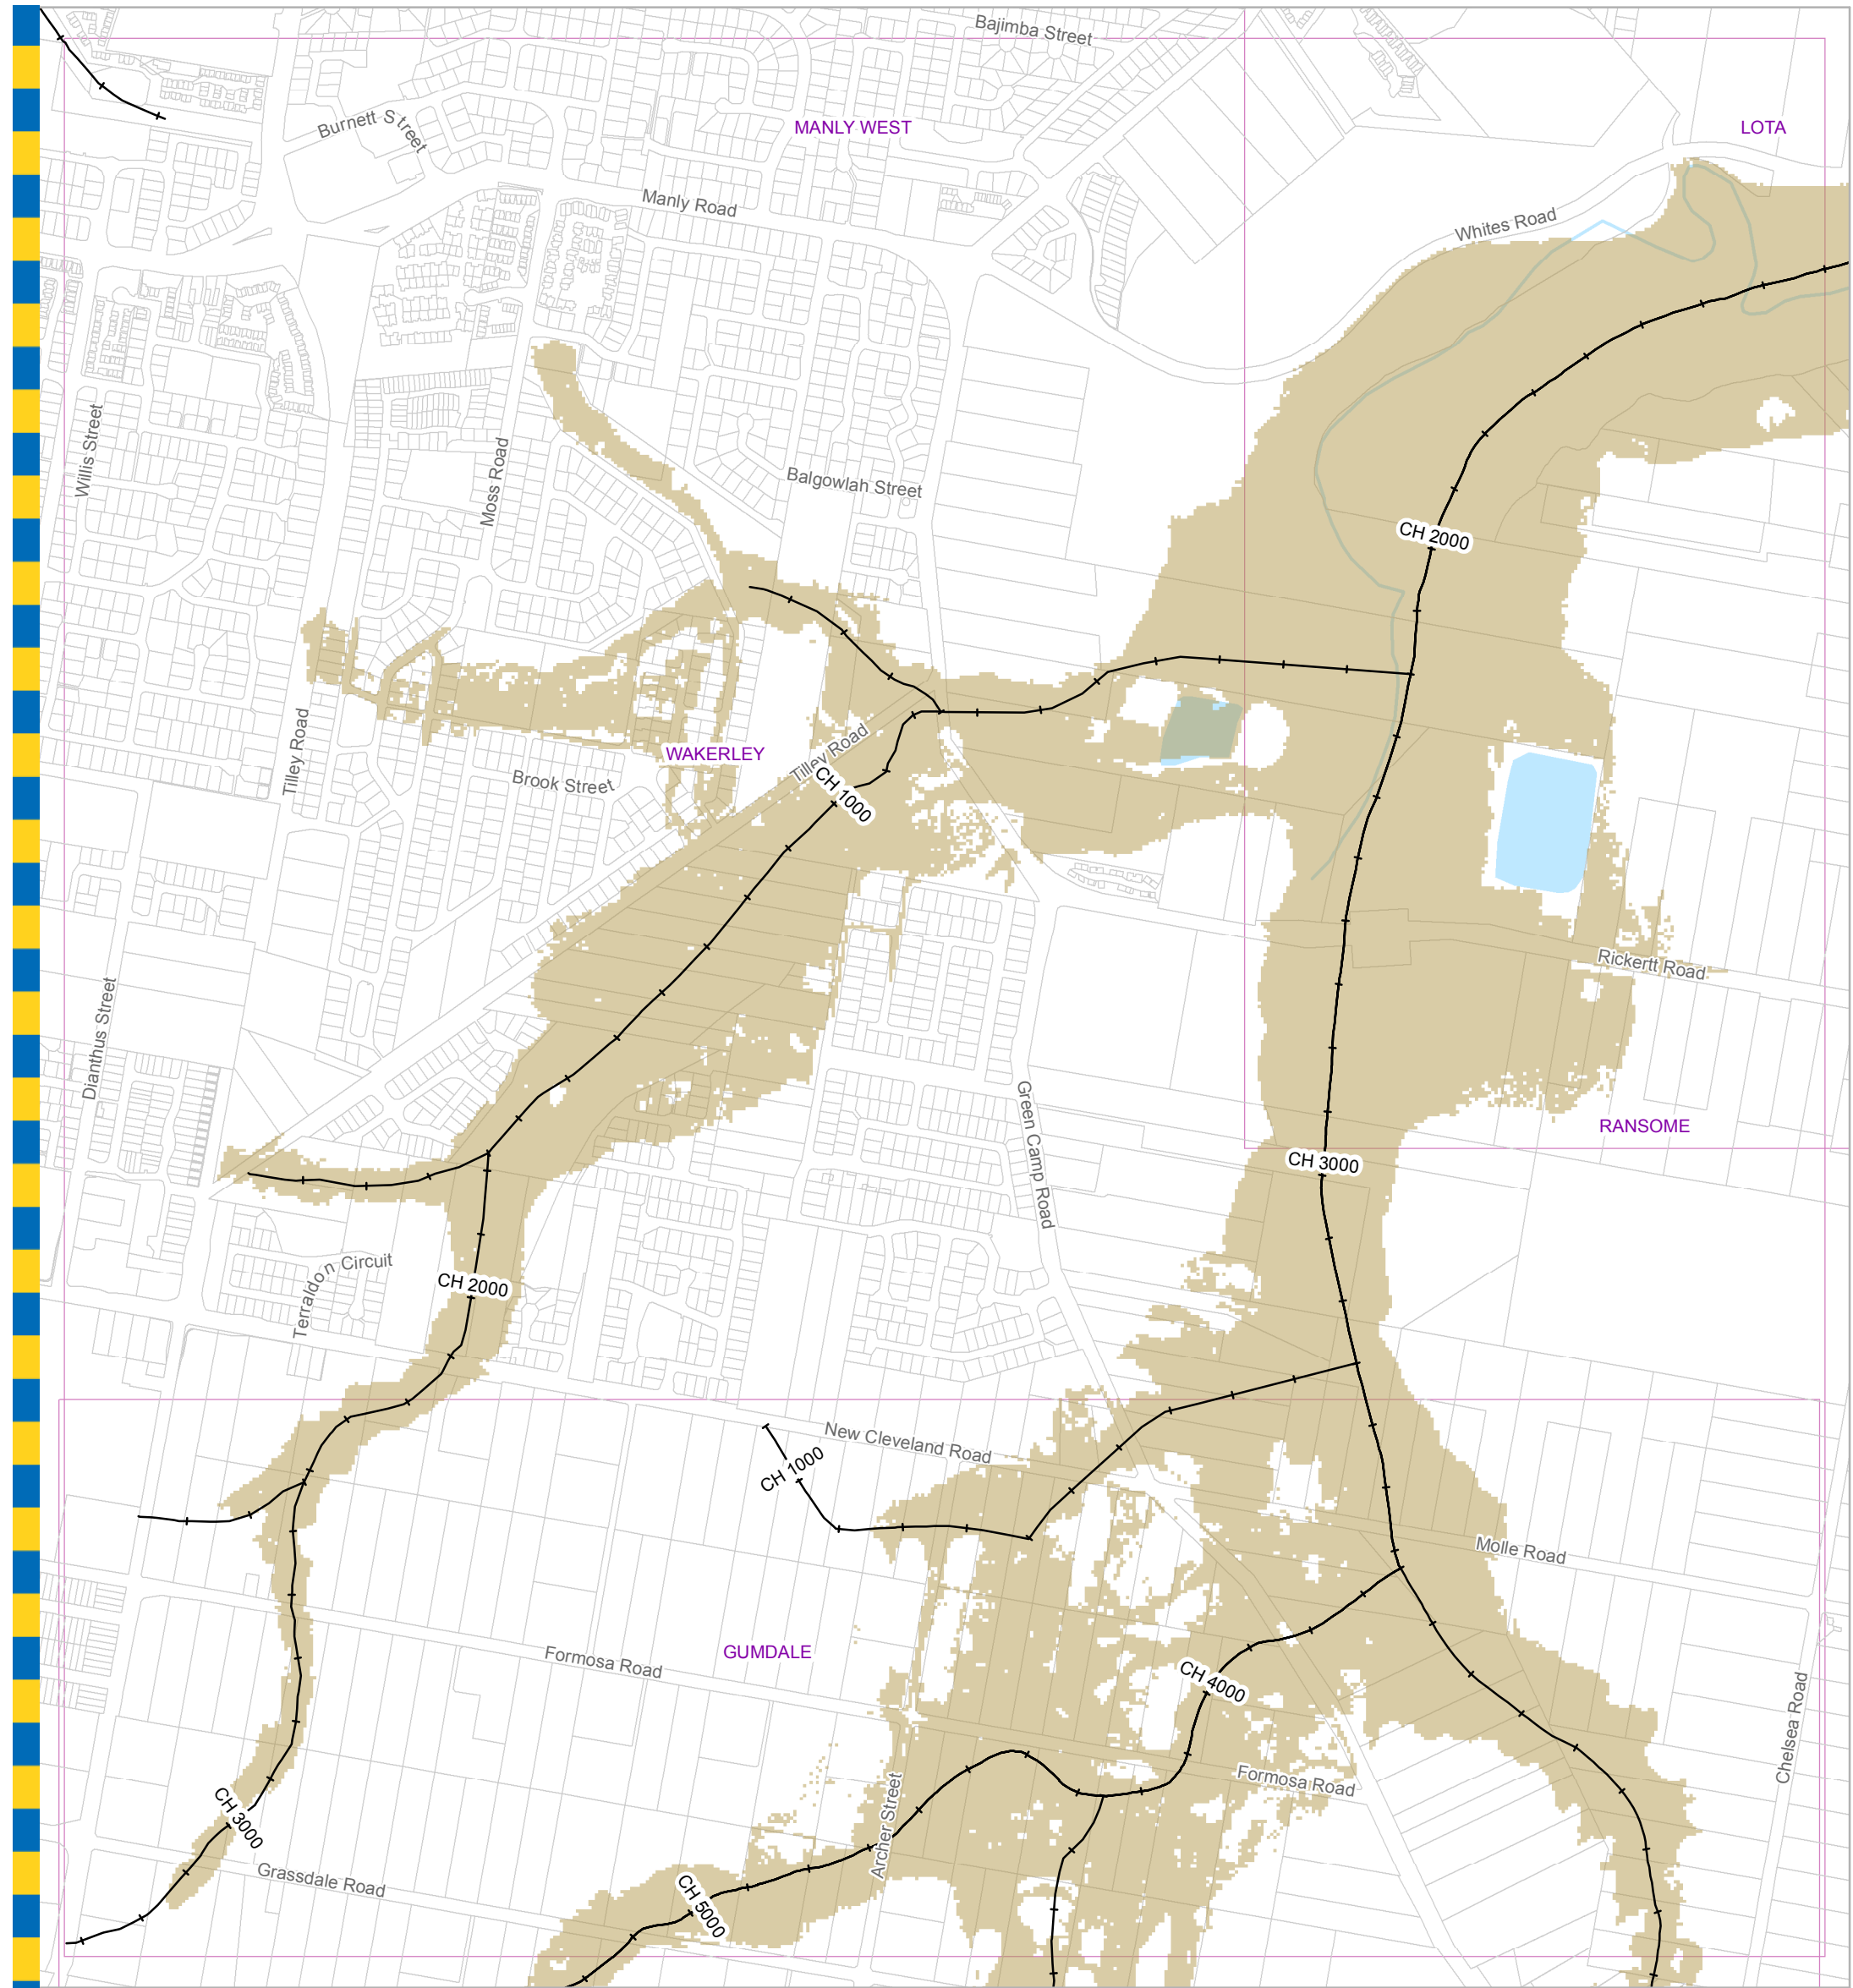 Bajimba Street
Burnett Street
MANLY WEST
LOTA
Manly Road
Whites Road
Willis Street
Moss Road
Balgowlah Street
CH 2000
Tilley Road
WAKERLEY
Tilley Road
Brook Street
CH 1000
Rickertt Road
Dianthus Street
Green Camp Road
RANSOME
CH 3000
Terraldon Circuit
CH 2000
New Cleveland Road
CH 1000
Molle Road
GUMDALE
Formosa Road
CH 4000
Chelsea Road
Formosa Road
CH 3000
Archer Street
Grassdale Road
CH 5000